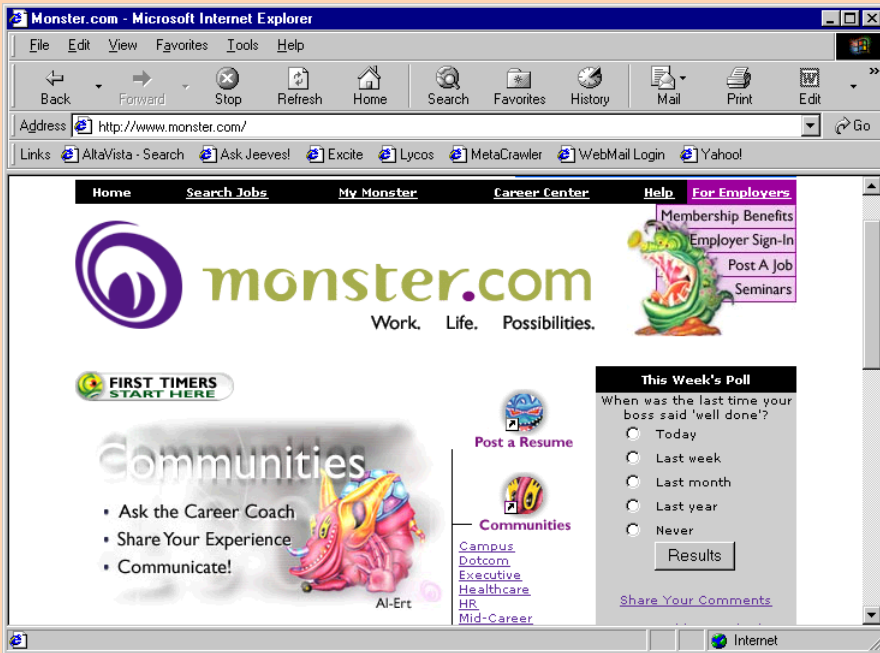 Monster.com - Microsoft Internet Explorer
File Edit View Favorites Tools Help
Back Forward Stop Refresh Home Search Favorites History Mail Print Edit »
Address http://www.monster.com/ Go
Links AltaVista - Search Ask Jeeves! Excite Lycos MetaCrawler WebMail Login Yahoo!
Home Search Jobs My Monster Career Center Help For Employers
Membership Benefits
Employer Sign-In
Post A Job
Seminars
monster.com
Work. Life. Possibilities.
FIRST TIMERS
START HERE
Communities
• Ask the Career Coach
• Share Your Experience
• Communicate!
Al-Ert
Post a Resume
Communities
Campus
Dotcom
Executive
Healthcare
HR
Mid-Career
This Week's Poll
When was the last time your
boss said 'well done'?
Today
Last week
Last month
Last year
Never
Results
Share Your Comments
Internet